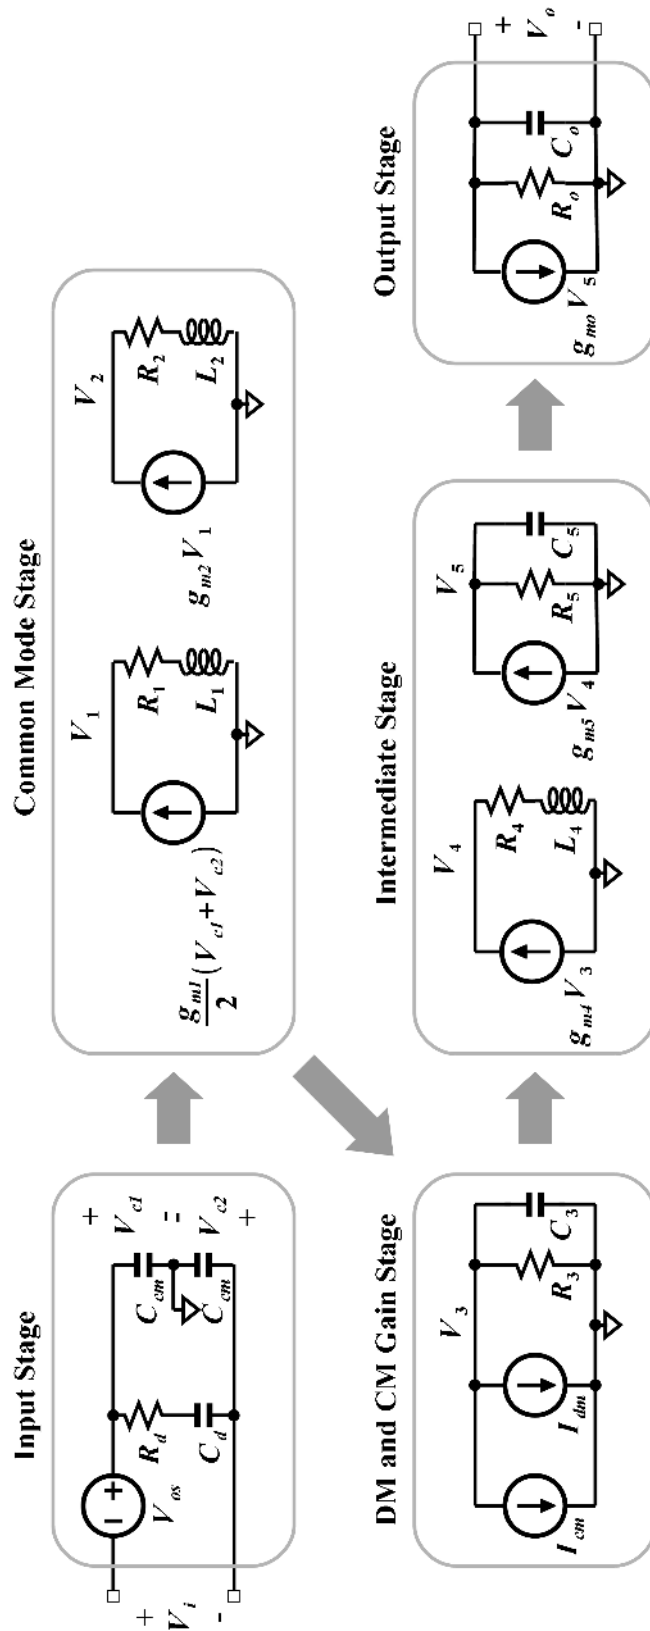 Input Stage
+
V_i
-
- +
V_os
R_d
C_d
C_cm
C_cm
+
V_c1
-
-
V_c2
+
Common Mode Stage
g_m1/2 (V_c1+V_c2)
V_1
R_1
L_1
g_m2 V_1
V_2
R_2
L_2
DM and CM Gain Stage
I_cm
I_dm
V_3
R_3
C_3
Intermediate Stage
g_m4 V_3
V_4
R_4
L_4
g_m5 V_4
V_5
R_5
C_5
Output Stage
g_mo V_5
R_o
C_o
+
V_o
-